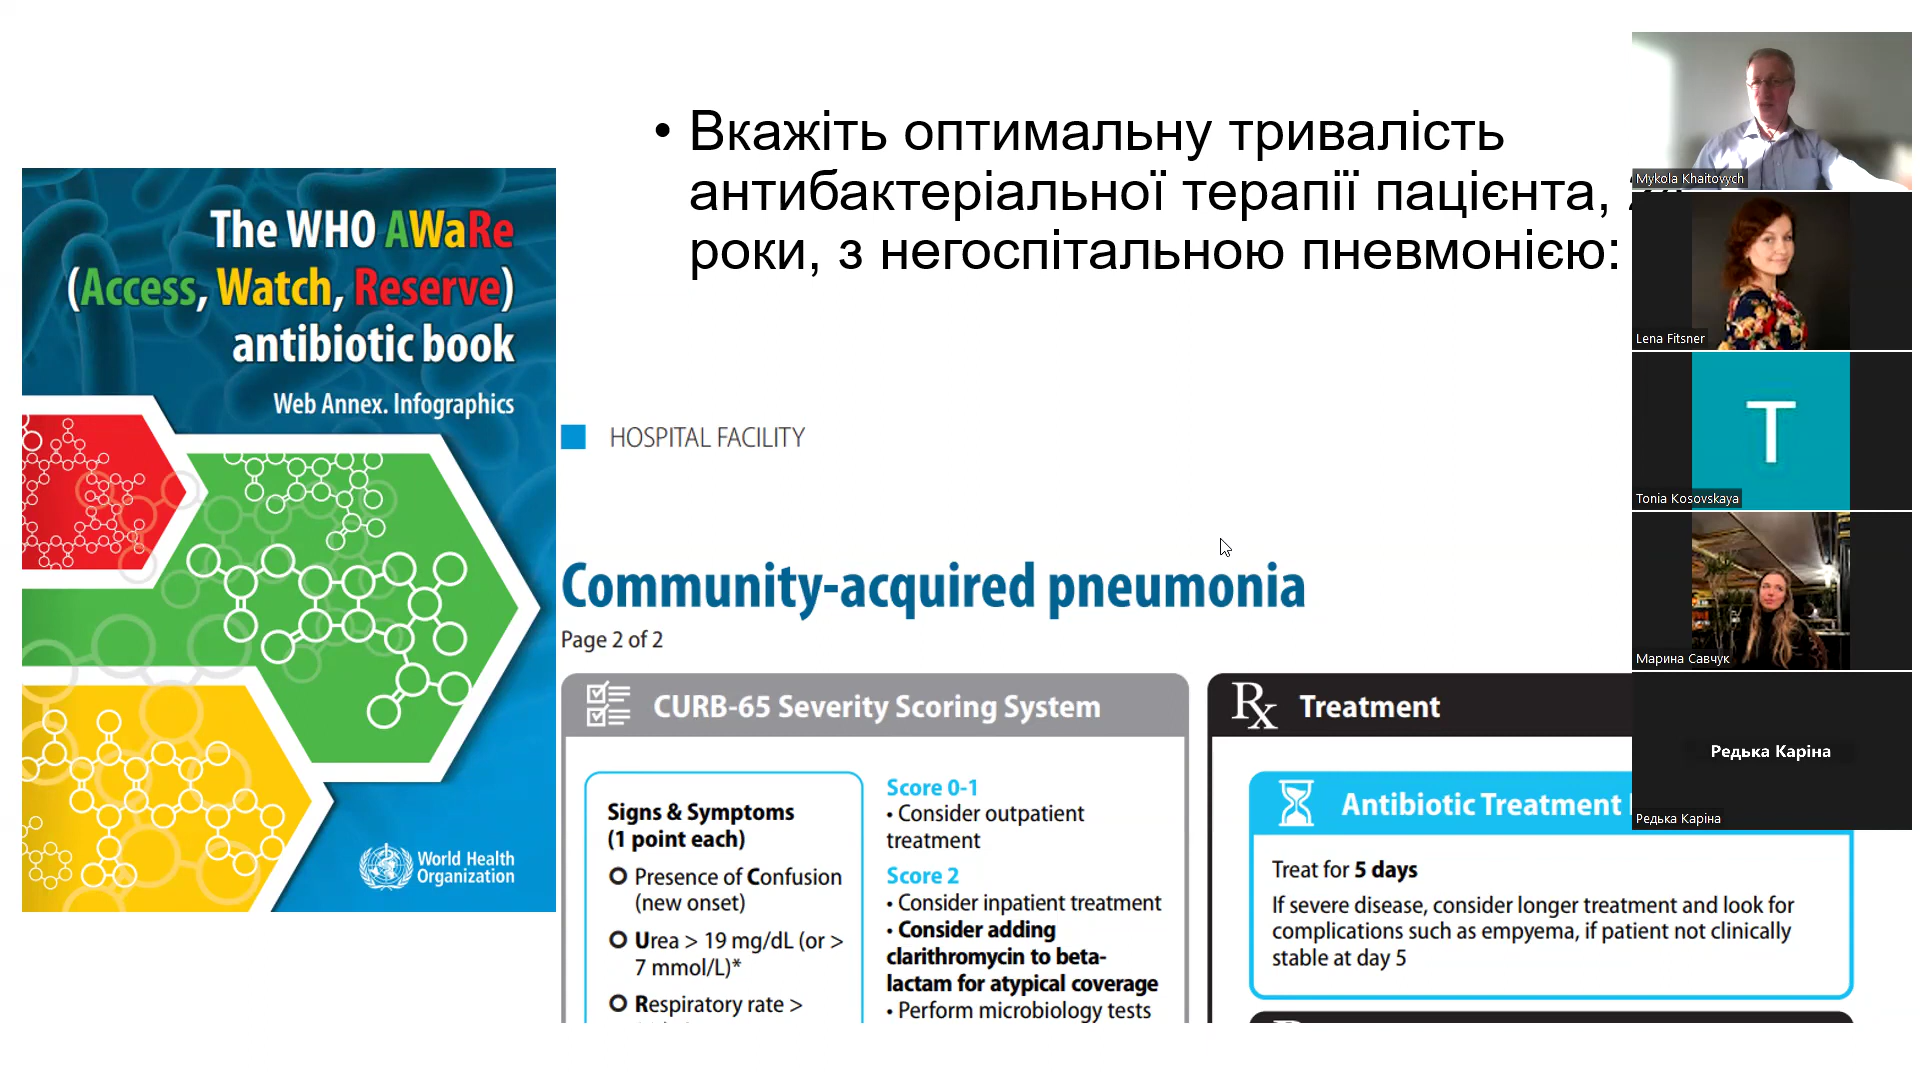 • Вкажіть оптимальну тривалість
антибактеріальної терапії пацієнта,
роки, з негоспітальною пневмонією:
The WHO AWaRe
(Access, Watch, Reserve)
antibiotic book
Web Annex. Infographics
World Health
Organization
HOSPITAL FACILITY
Community-acquired pneumonia
Page 2 of 2
CURB-65 Severity Scoring System
Signs & Symptoms
(1 point each)
Presence of Confusion
(new onset)
Urea > 19 mg/dL (or >
7 mmol/L)*
Respiratory rate >
Score 0-1
• Consider outpatient
treatment
Score 2
• Consider inpatient treatment
• Consider adding
clarithromycin to beta-
lactam for atypical coverage
• Perform microbiology tests
Rx Treatment
Antibiotic Treatment
Treat for 5 days
If severe disease, consider longer treatment and look for
complications such as empyema, if patient not clinically
stable at day 5
Mykola Khaitovych
Lena Fitsner
T
Tonia Kosovskaya
Марина Савчук
Редька Каріна
Редька Каріна